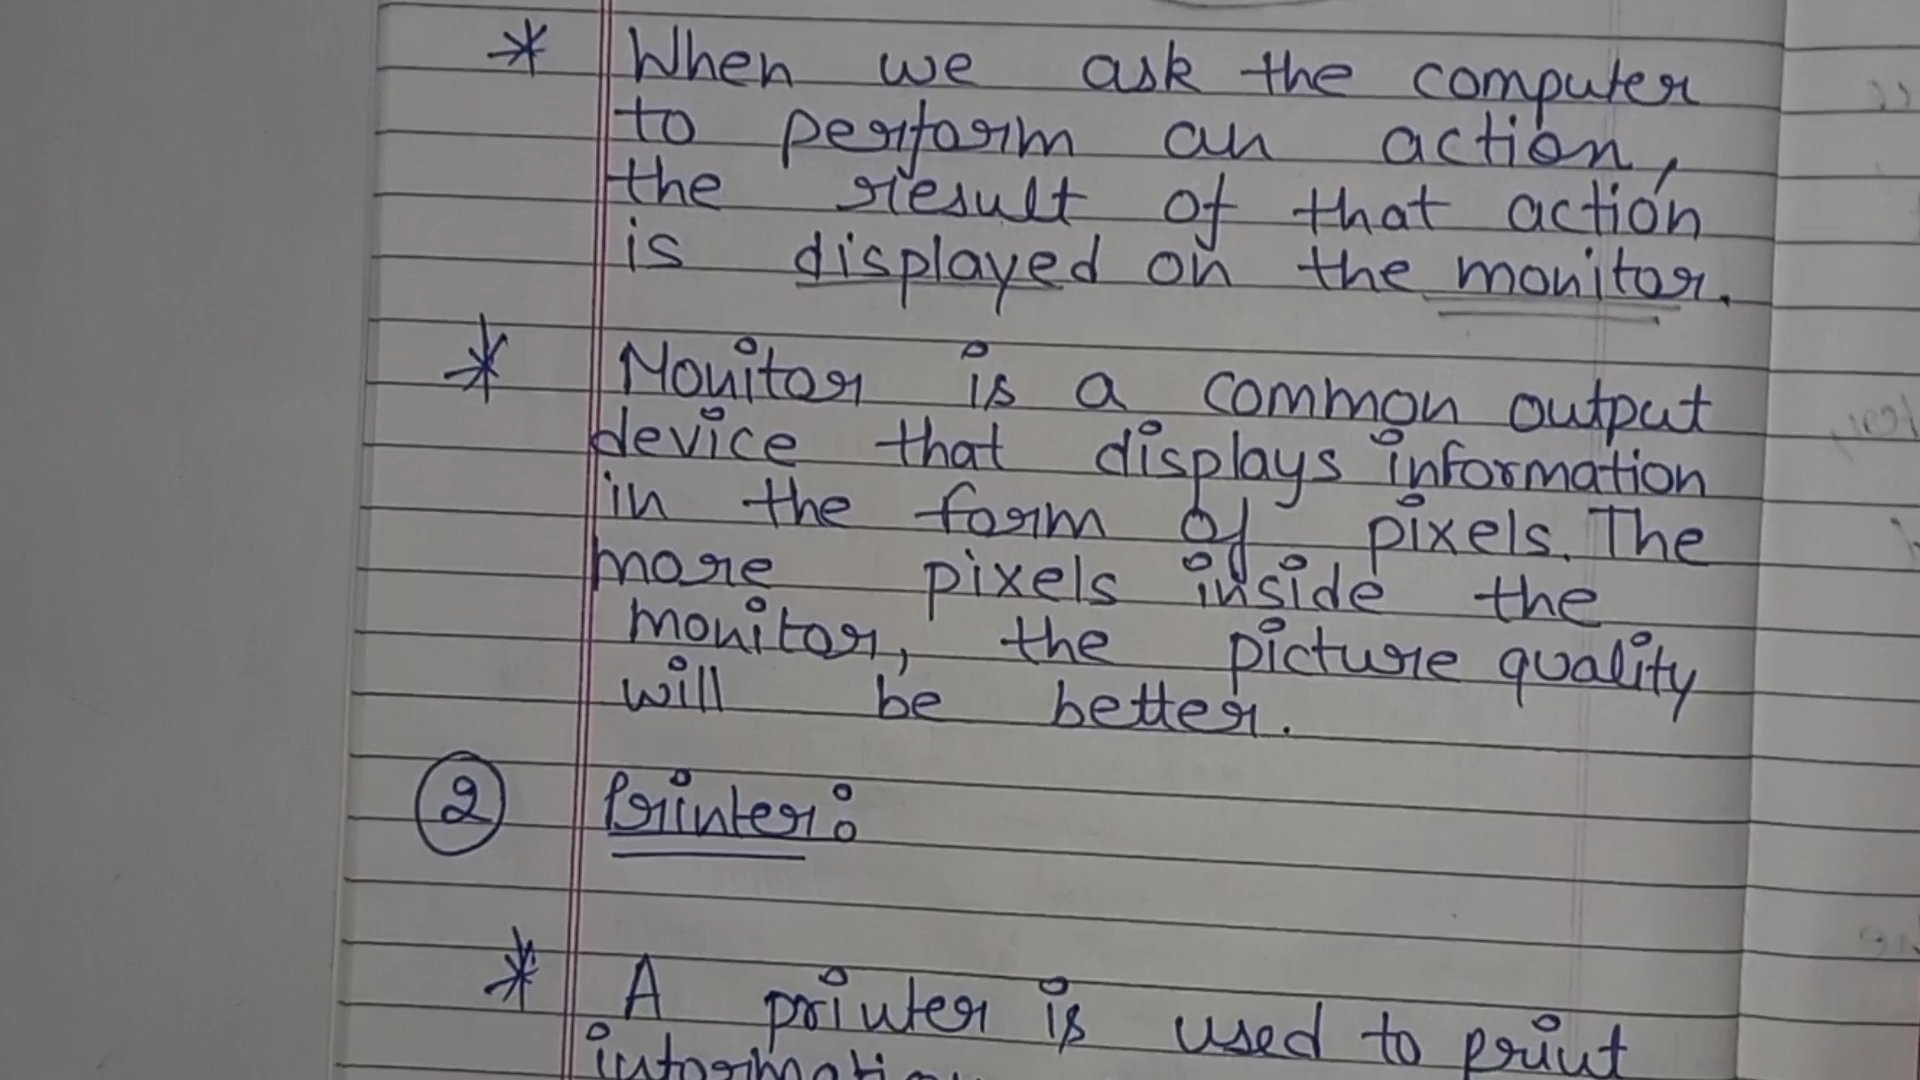 * When we ask the computer
to perform an action,
the result of that action
is displayed on the monitor.
* Monitor is a common output
device that displays information
in the form of pixels. The
more pixels inside the
monitor, the picture quality
will be better.
② Printer:
* A printer is used to print